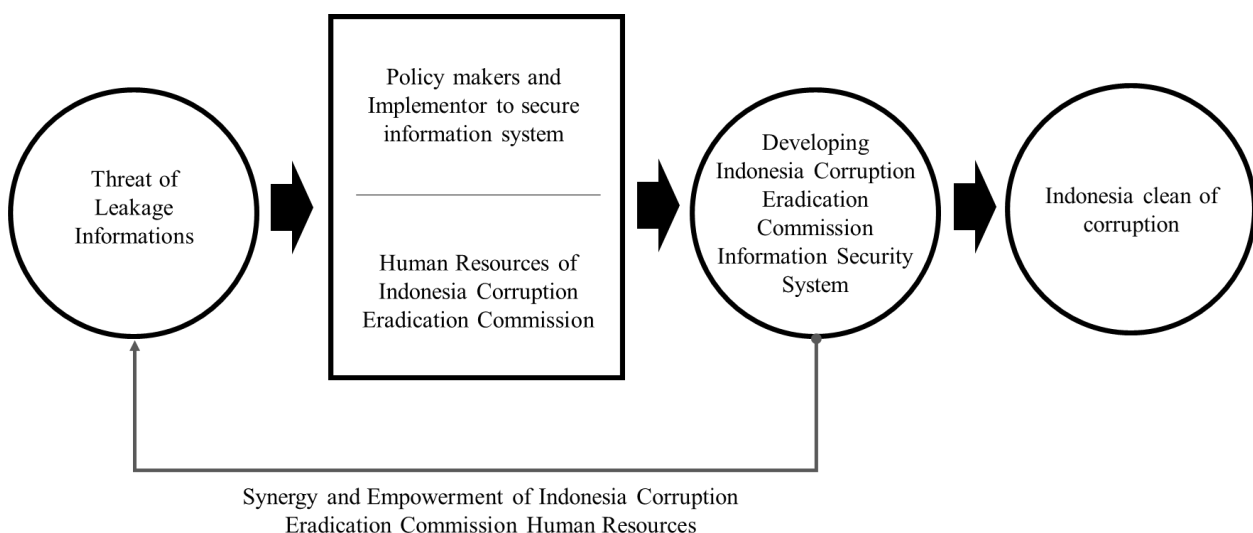 Threat of
Leakage
Informations
Policy makers and
Implementor to secure
information system
Human Resources of
Indonesia Corruption
Eradication Commission
Developing
Indonesia Corruption
Eradication
Commission
Information Security
System
Indonesia clean of
corruption
Synergy and Empowerment of Indonesia Corruption
Eradication Commission Human Resources